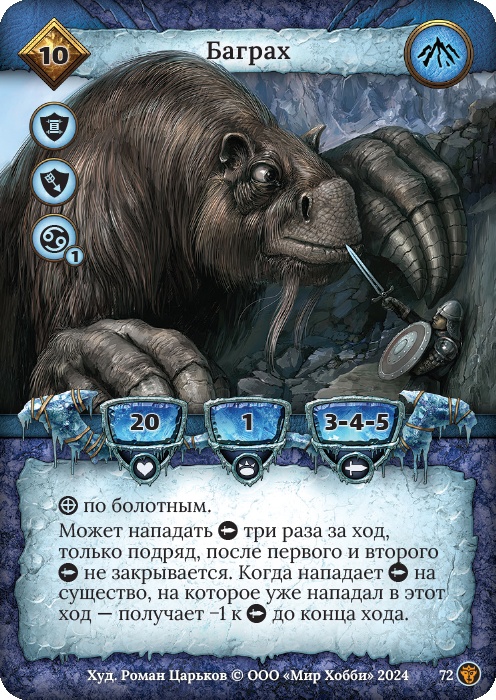 10
Баграх
1
20
1
3-4-5
по болотным.
Может нападать три раза за ход,
только подряд, после первого и второго
не закрывается. Когда нападает на
существо, на которое уже нападал в этот
ход — получает −1 к до конца хода.
Худ. Роман Царьков © ООО «Мир Хобби» 2024
72